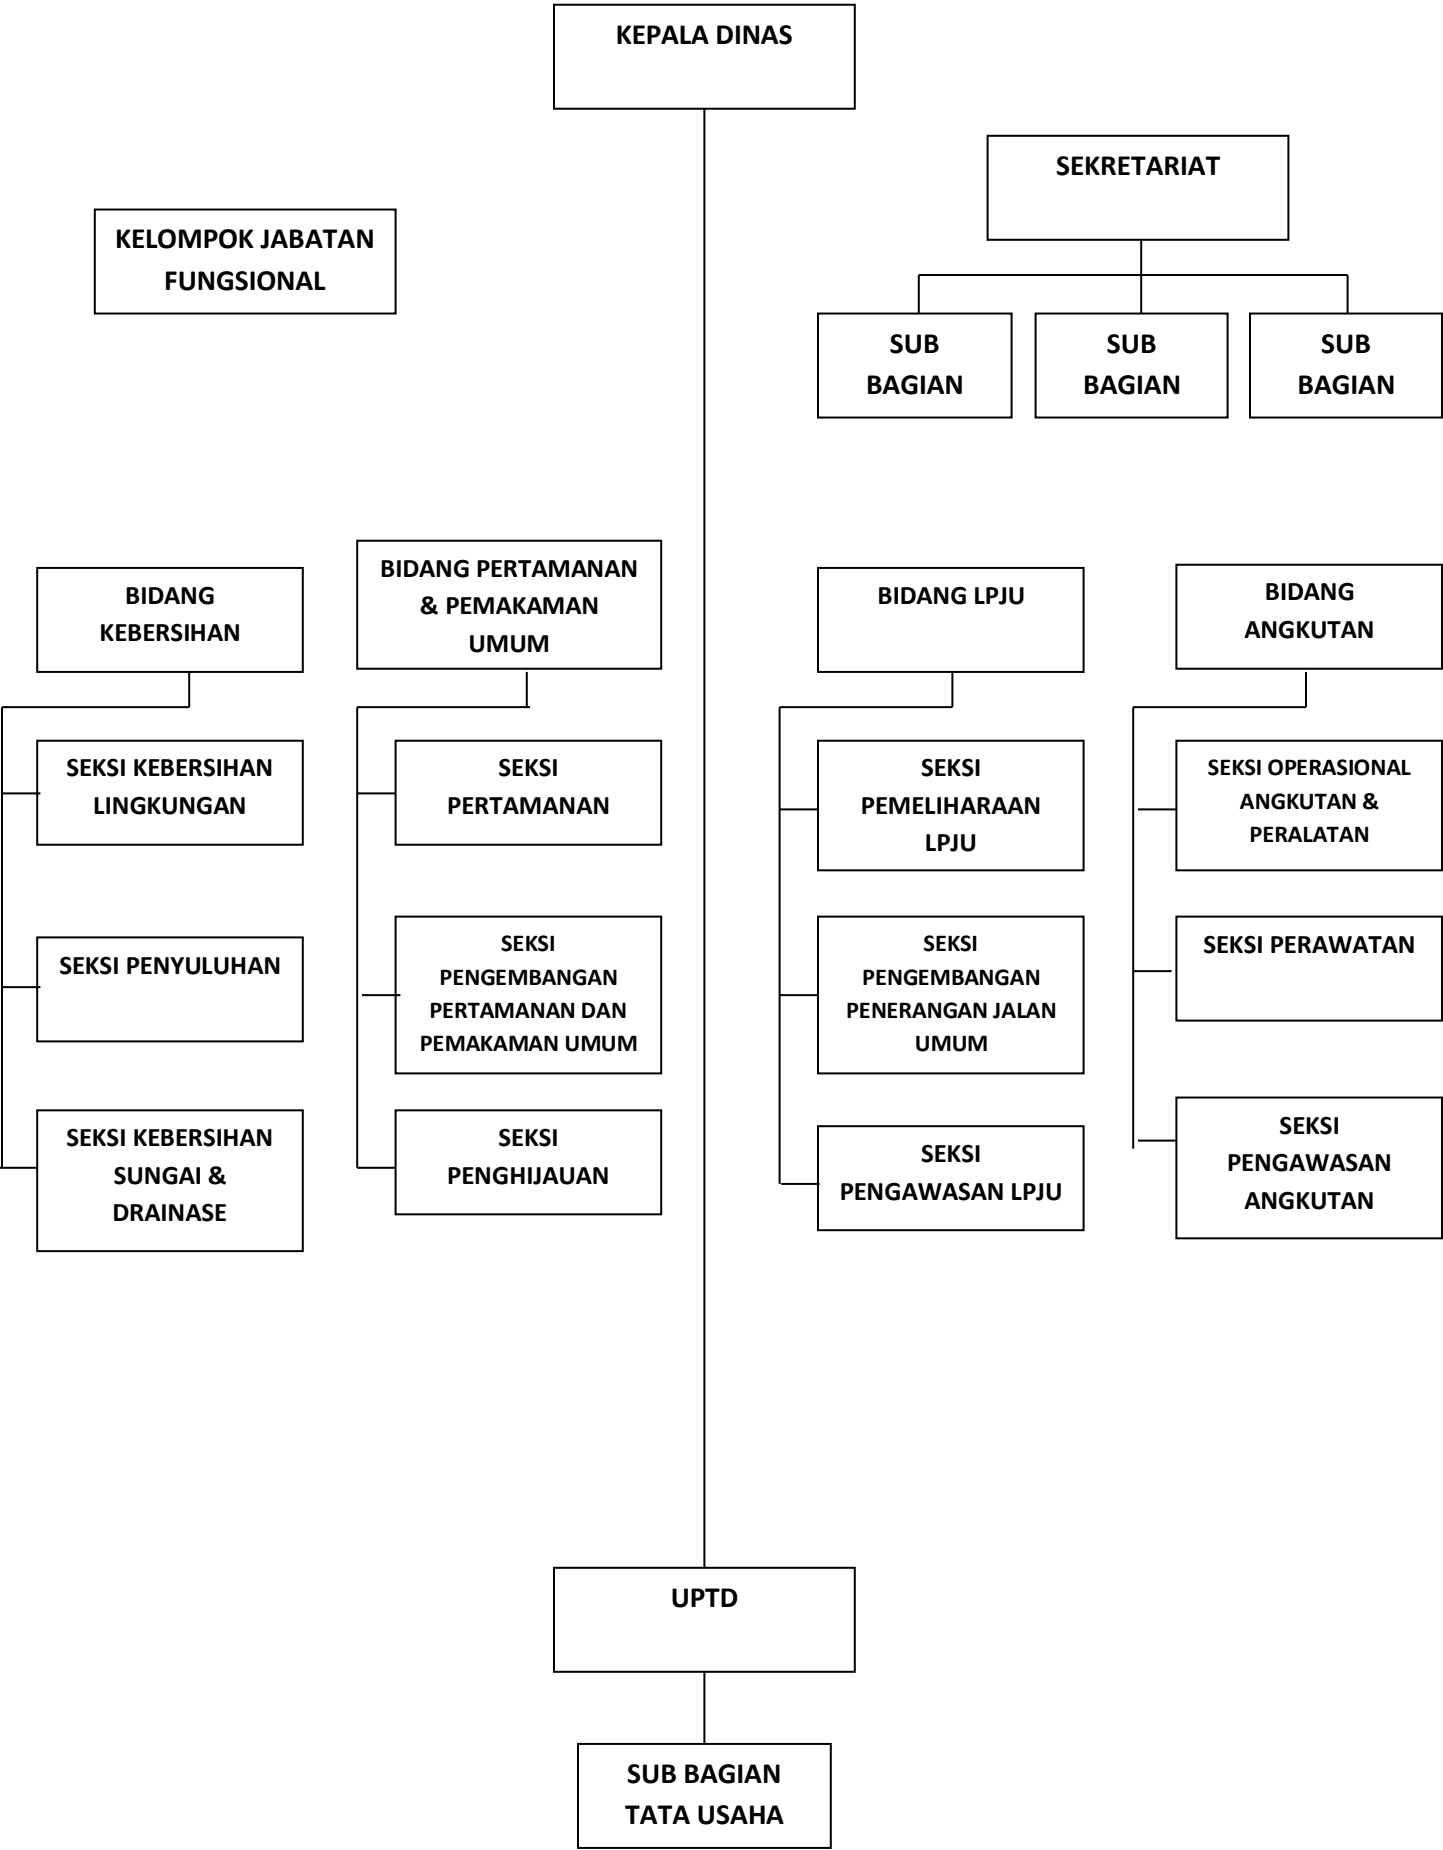 KEPALA DINAS
SEKRETARIAT
KELOMPOK JABATAN
FUNGSIONAL
SUB
BAGIAN
SUB
BAGIAN
SUB
BAGIAN
BIDANG
KEBERSIHAN
BIDANG PERTAMANAN
& PEMAKAMAN
UMUM
BIDANG LPJU
BIDANG
ANGKUTAN
SEKSI KEBERSIHAN
LINGKUNGAN
SEKSI
PERTAMANAN
SEKSI
PEMELIHARAAN
LPJU
SEKSI OPERASIONAL
ANGKUTAN &
PERALATAN
SEKSI PENYULUHAN
SEKSI
PENGEMBANGAN
PERTAMANAN DAN
PEMAKAMAN UMUM
SEKSI
PENGEMBANGAN
PENERANGAN JALAN
UMUM
SEKSI PERAWATAN
SEKSI KEBERSIHAN
SUNGAI &
DRAINASE
SEKSI
PENGHIJAUAN
SEKSI
PENGAWASAN LPJU
SEKSI
PENGAWASAN
ANGKUTAN
UPTD
SUB BAGIAN
TATA USAHA